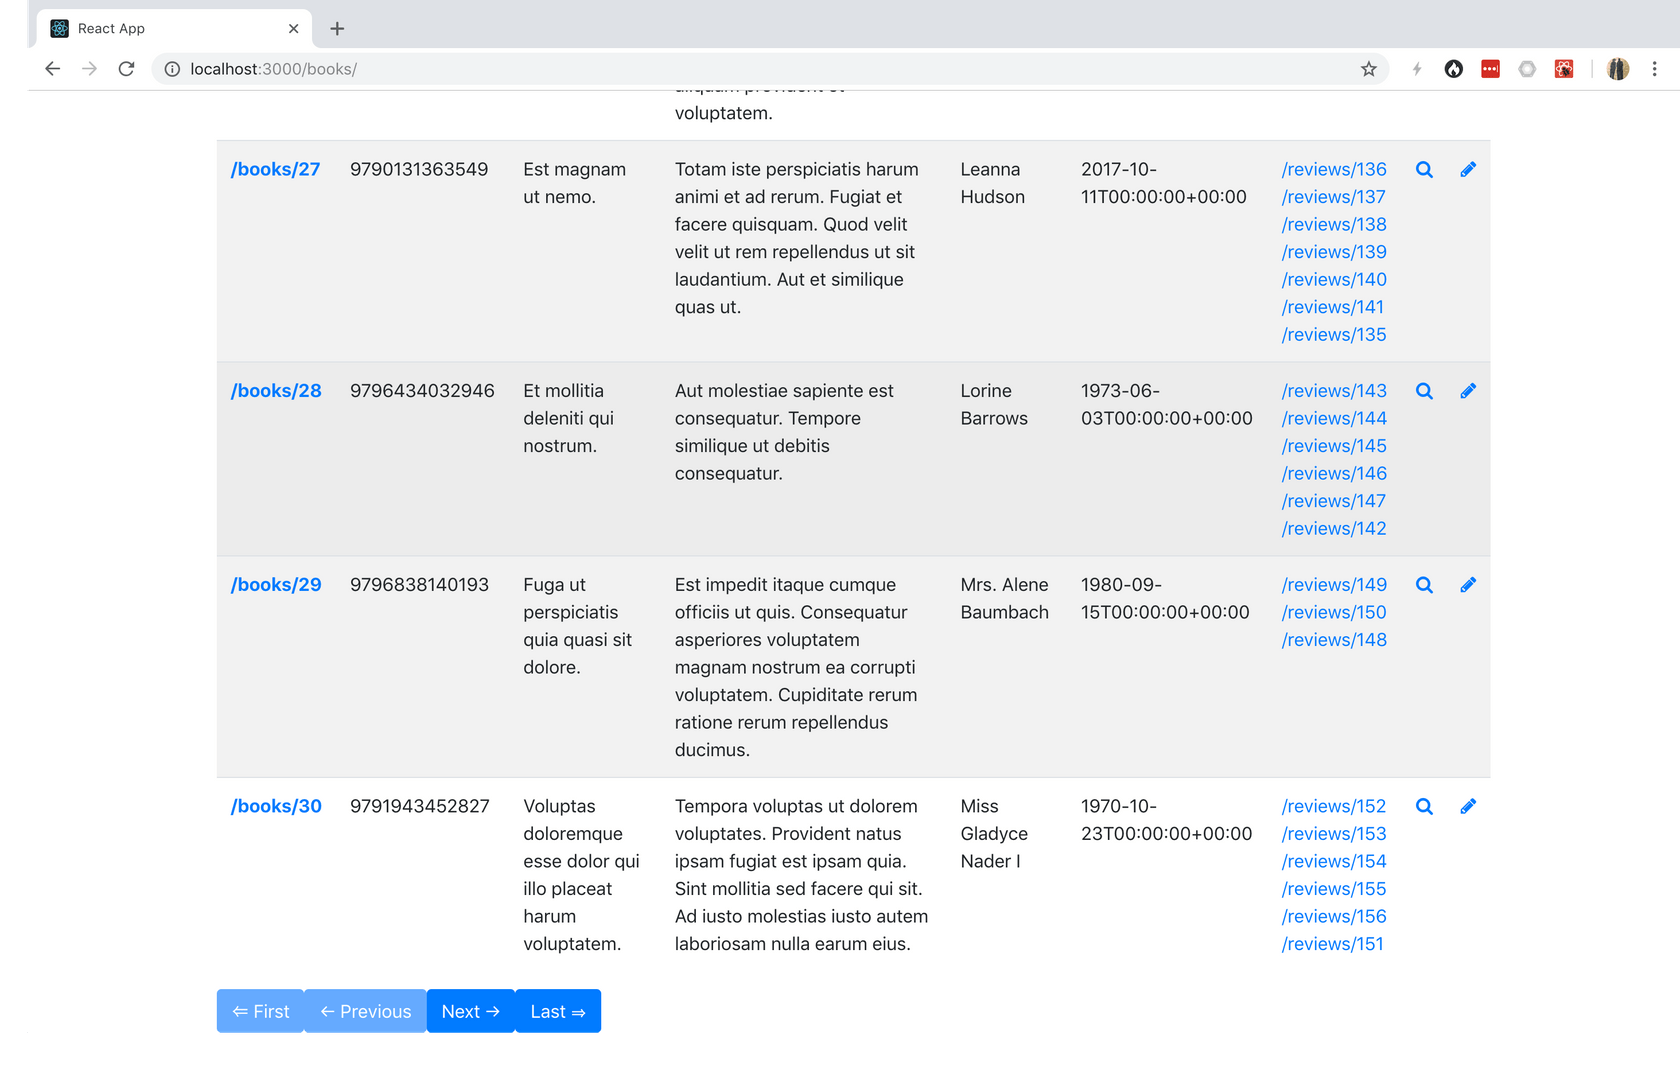 React App
localhost:3000/books/
voluptatem.
/books/27 9790131363549 Est magnam Totam iste perspiciatis harum Leanna 2017-10- /reviews/136
ut nemo. animi et ad rerum. Fugiat et Hudson 11T00:00:00+00:00 /reviews/137
facere quisquam. Quod velit /reviews/138
velit ut rem repellendus ut sit /reviews/139
laudantium. Aut et similique /reviews/140
quas ut. /reviews/141
/reviews/135
/books/28 9796434032946 Et mollitia Aut molestiae sapiente est Lorine 1973-06- /reviews/143
deleniti qui consequatur. Tempore Barrows 03T00:00:00+00:00 /reviews/144
nostrum. similique ut debitis /reviews/145
consequatur. /reviews/146
/reviews/147
/reviews/142
/books/29 9796838140193 Fuga ut Est impedit itaque cumque Mrs. Alene 1980-09- /reviews/149
perspiciatis officiis ut quis. Consequatur Baumbach 15T00:00:00+00:00 /reviews/150
quia quasi sit asperiores voluptatem /reviews/148
dolore. magnam nostrum ea corrupti
voluptatem. Cupiditate rerum
ratione rerum repellendus
ducimus.
/books/30 9791943452827 Voluptas Tempora voluptas ut dolorem Miss 1970-10- /reviews/152
doloremque voluptates. Provident natus Gladyce 23T00:00:00+00:00 /reviews/153
esse dolor qui ipsam fugiat est ipsam quia. Nader I /reviews/154
illo placeat Sint mollitia sed facere qui sit. /reviews/155
harum Ad iusto molestias iusto autem /reviews/156
voluptatem. laboriosam nulla earum eius. /reviews/151
⇐ First ← Previous Next → Last ⇒